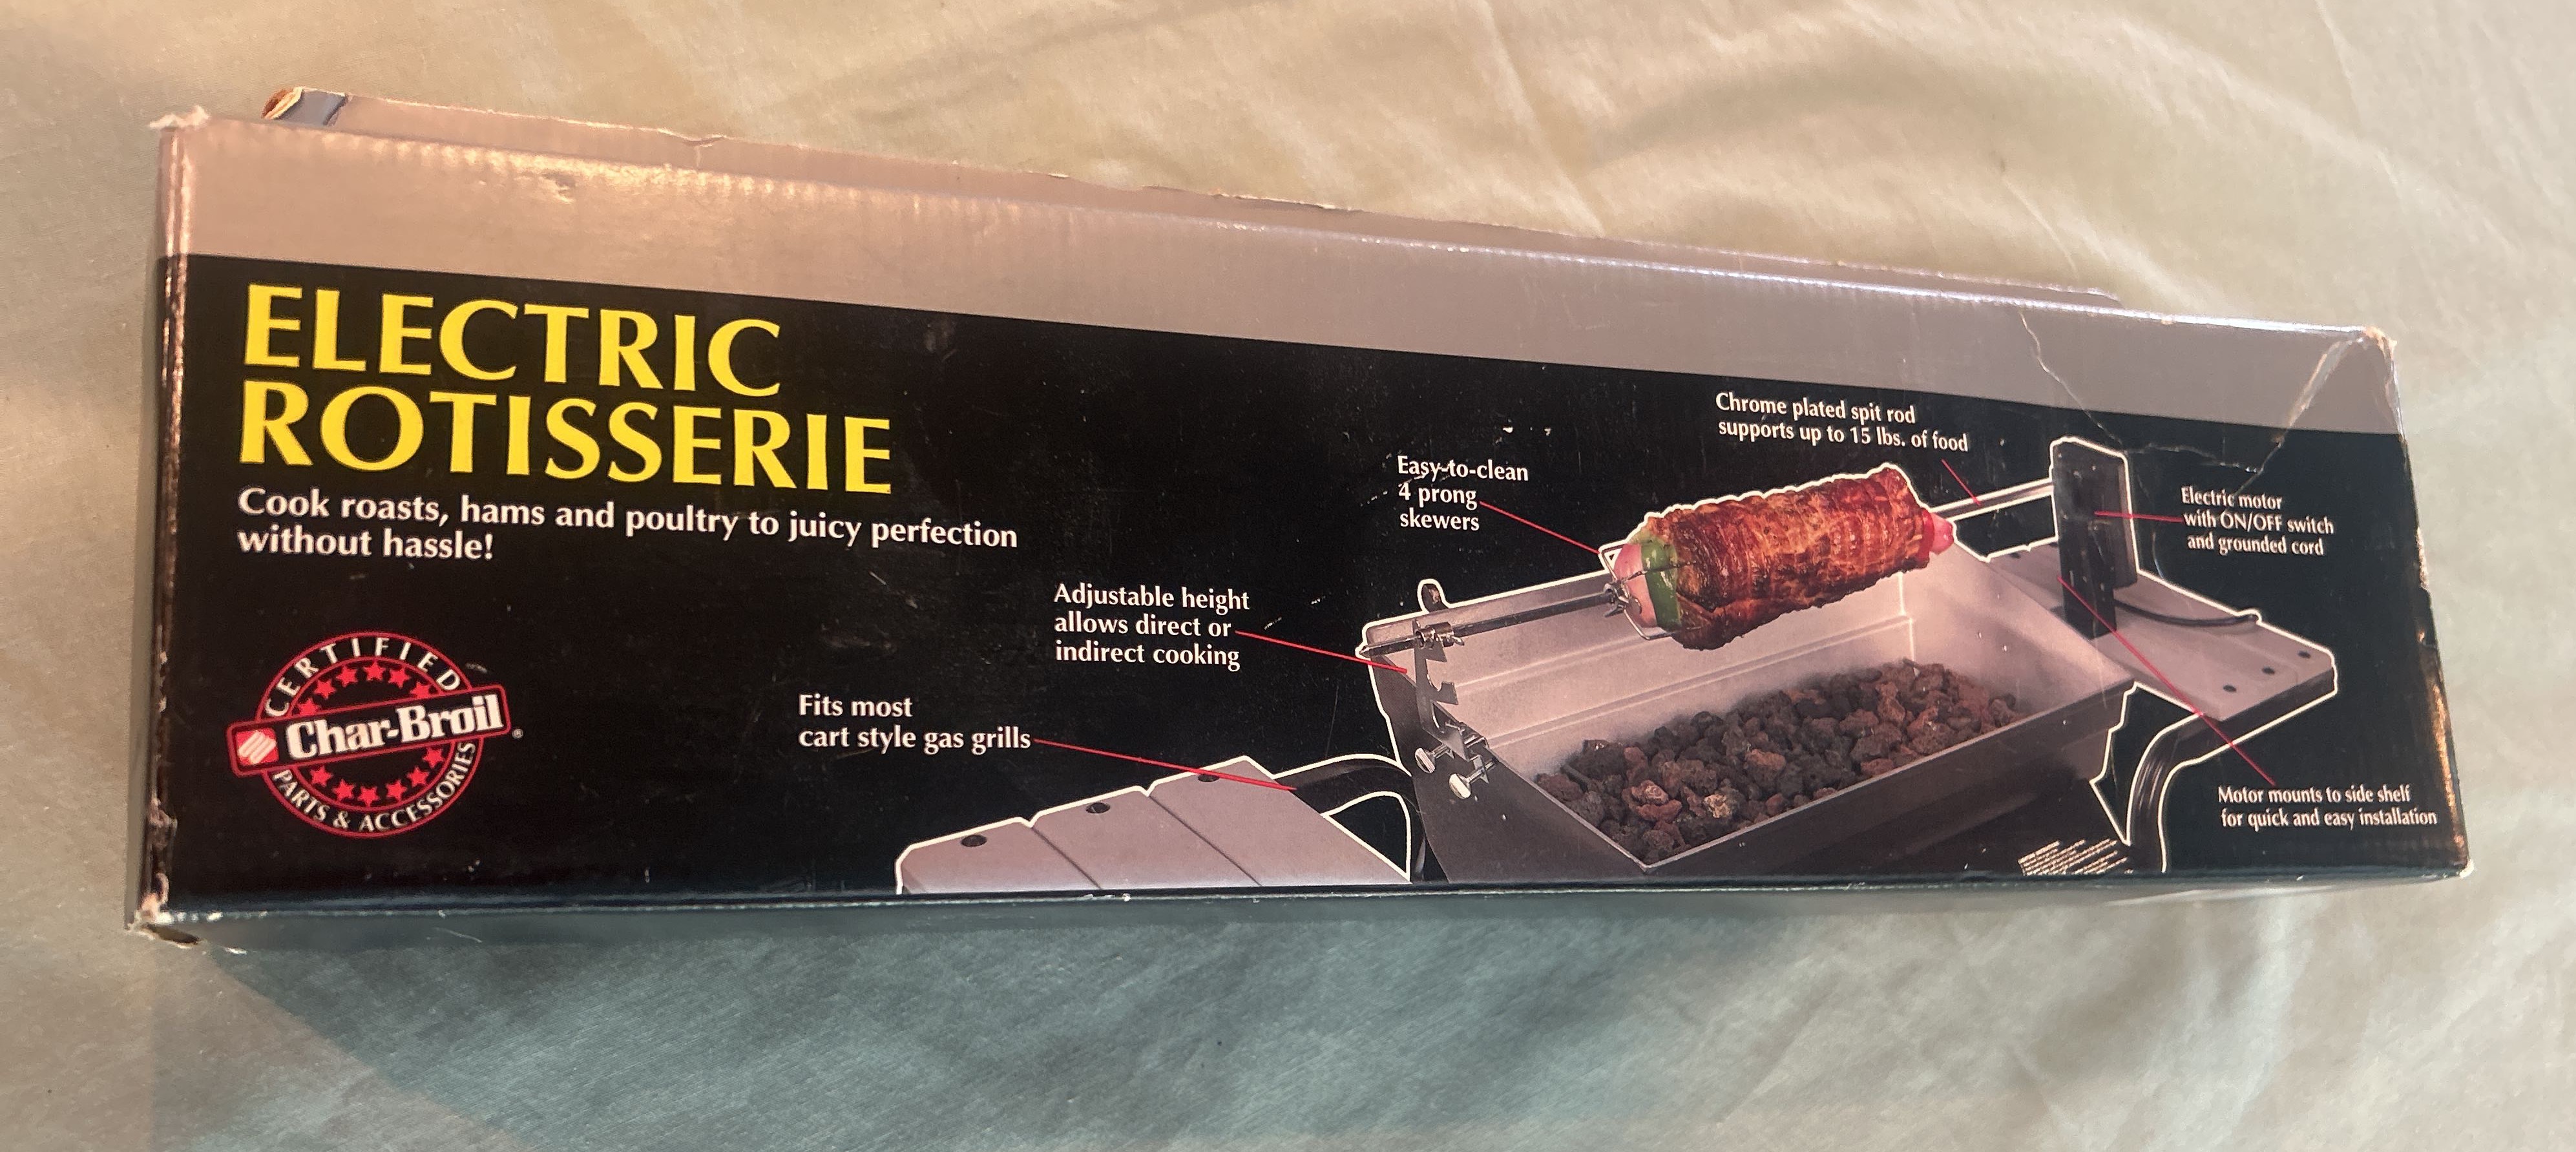 ELECTRIC
ROTISSERIE
Cook roasts, hams and poultry to juicy perfection
without hassle!
CERTIFIED
Char-Broil®
PARTS & ACCESSORIES
Fits most
cart style gas grills
Adjustable height
allows direct or
indirect cooking
Easy-to-clean
4 prong
skewers
Chrome plated spit rod
supports up to 15 lbs. of food
Electric motor
with ON/OFF switch
and grounded cord
Motor mounts to side shelf
for quick and easy installation